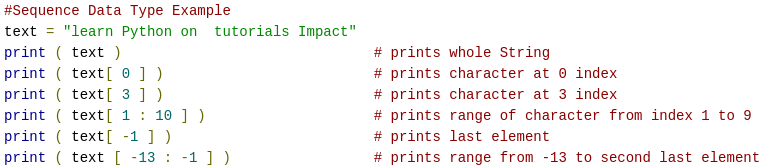 #Sequence Data Type Example
text = "learn Python on  tutorials Impact"
print ( text )                              # prints whole String
print ( text[ 0 ] )                         # prints character at 0 index
print ( text[ 3 ] )                         # prints character at 3 index
print ( text[ 1 : 10 ] )                    # prints range of character from index 1 to 9
print ( text[ -1 ] )                        # prints last element
print ( text [ -13 : -1 ] )                 # prints range from -13 to second last element